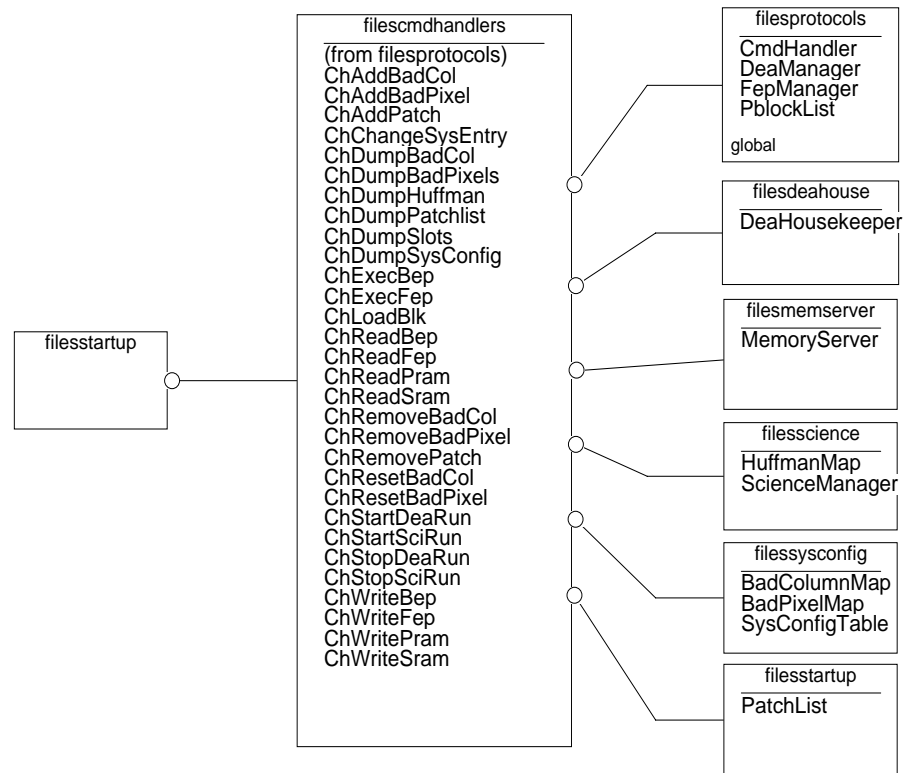 filesstartup
filescmdhandlers
(from filesprotocols)
ChAddBadCol
ChAddBadPixel
ChAddPatch
ChChangeSysEntry
ChDumpBadCol
ChDumpBadPixels
ChDumpHuffman
ChDumpPatchlist
ChDumpSlots
ChDumpSysConfig
ChExecBep
ChExecFep
ChLoadBlk
ChReadBep
ChReadFep
ChReadPram
ChReadSram
ChRemoveBadCol
ChRemoveBadPixel
ChRemovePatch
ChResetBadCol
ChResetBadPixel
ChStartDeaRun
ChStartSciRun
ChStopDeaRun
ChStopSciRun
ChWriteBep
ChWriteFep
ChWritePram
ChWriteSram
filesprotocols
CmdHandler
DeaManager
FepManager
PblockList
global
filesdeahouse
DeaHousekeeper
filesmemserver
MemoryServer
filesscience
HuffmanMap
ScienceManager
filessysconfig
BadColumnMap
BadPixelMap
SysConfigTable
filesstartup
PatchList